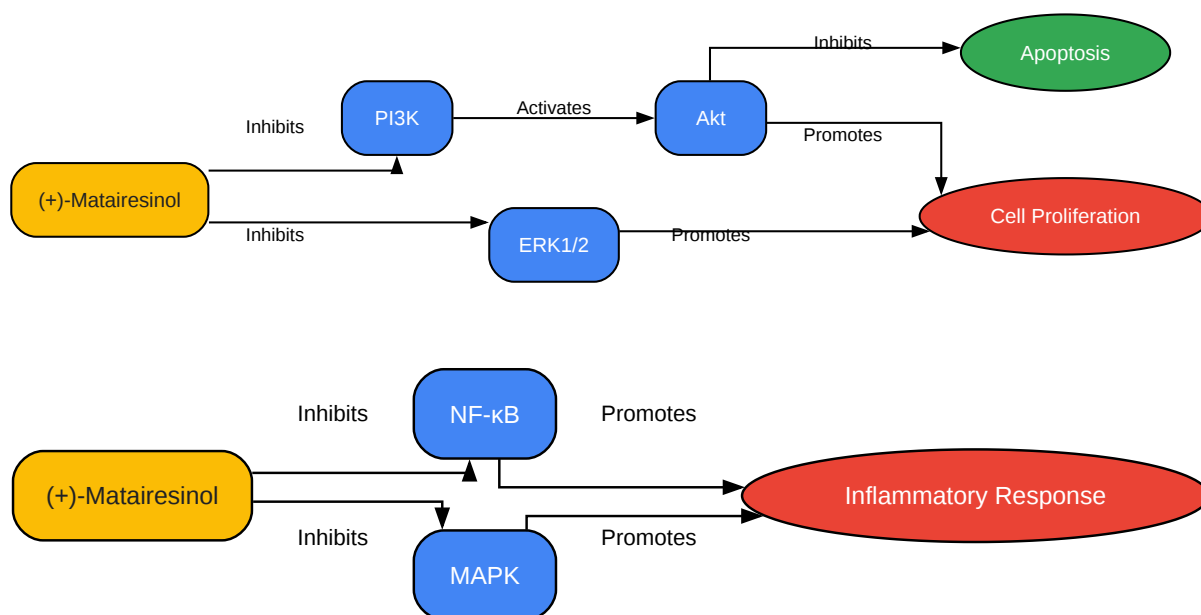 Inhibits
Apoptosis
PI3K
Activates
Akt
Inhibits
Promotes
(+)-Matairesinol
Cell Proliferation
Inhibits
ERK1/2
Promotes
Inhibits
NF-κB
Promotes
(+)-Matairesinol
Inflammatory Response
Inhibits
MAPK
Promotes